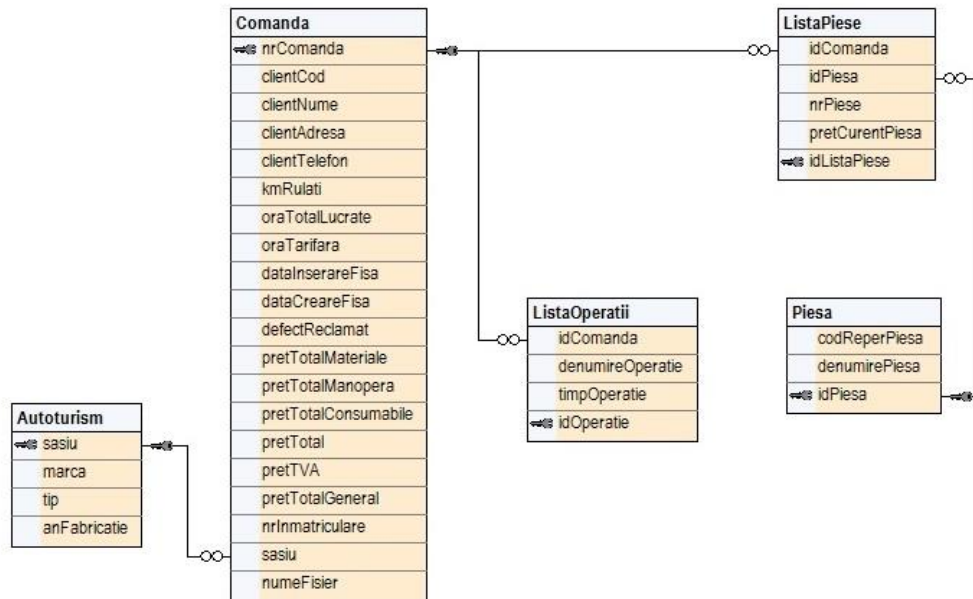 Comanda
nrComanda
clientCod
clientNume
clientAdresa
clientTelefon
kmRulati
oraTotalLucrate
oraTarifara
dataInserareFisa
dataCreareFisa
defectReclamat
pretTotalMateriale
pretTotalManopera
pretTotalConsumabile
pretTotal
pretTVA
pretTotalGeneral
nrInmatriculare
sasiu
numeFisier
ListaPiese
idComanda
idPiesa
nrPiese
pretCurentPiesa
idListaPiese
ListaOperatii
idComanda
denumireOperatie
timpOperatie
idOperatie
Piesa
codReperPiesa
denumirePiesa
idPiesa
Autoturism
sasiu
marca
tip
anFabricatie